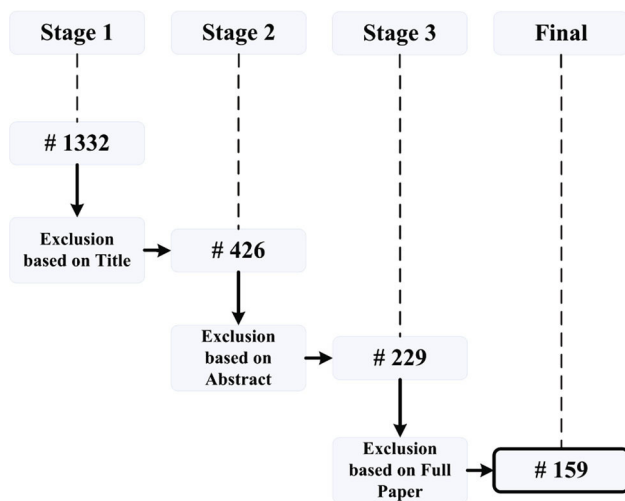 Stage 1
Stage 2
Stage 3
Final
# 1332
Exclusion
based on Title
# 426
Exclusion
based on
Abstract
# 229
Exclusion
based on Full
Paper
# 159